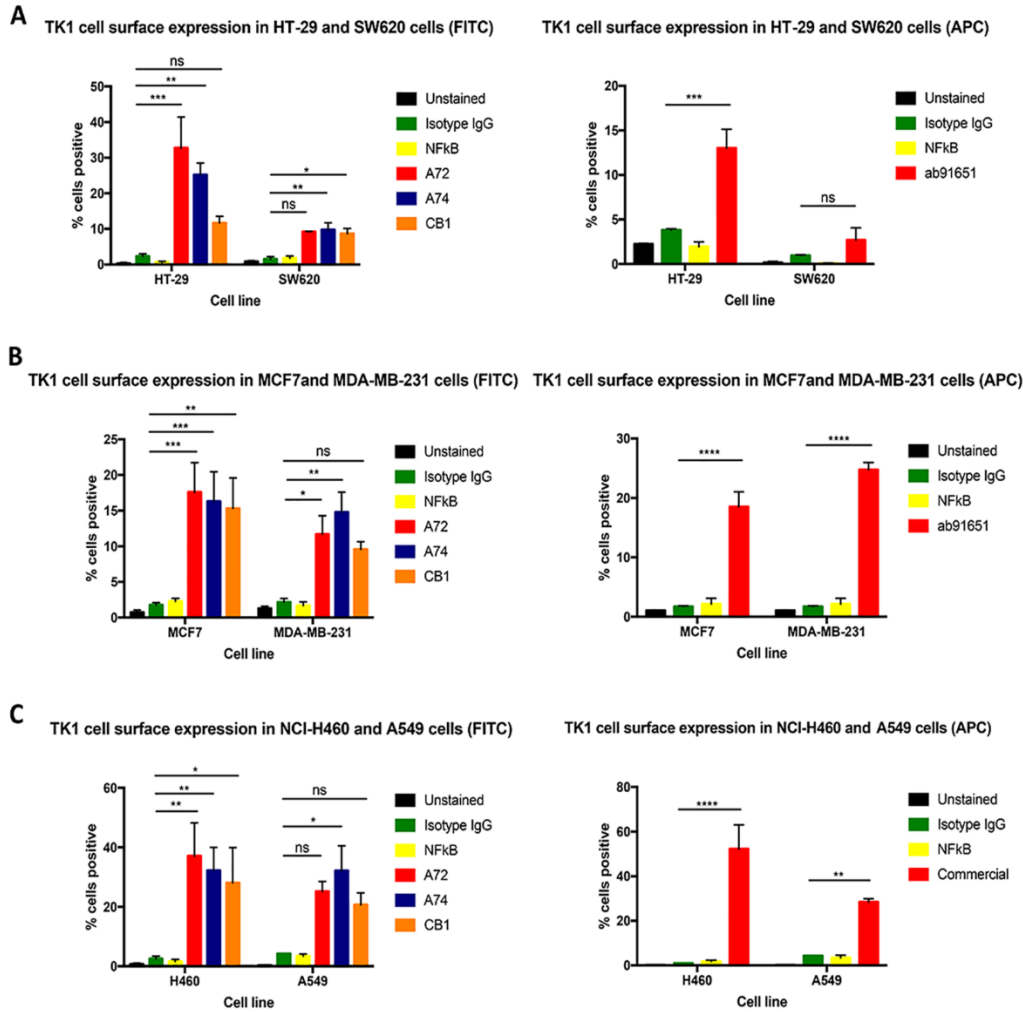 A
TK1 cell surface expression in HT-29 and SW620 cells (FITC)
ns
**
***
*
**
ns
50
40
30
20
10
0
% cells positive
HT-29
SW620
Cell line
Unstained
Isotype IgG
NFkB
A72
A74
CB1
TK1 cell surface expression in HT-29 and SW620 cells (APC)
***
ns
20
15
10
5
0
% cells positive
HT-29
SW620
Cell line
Unstained
Isotype IgG
NFkB
ab91651
B
TK1 cell surface expression in MCF7and MDA-MB-231 cells (FITC)
**
***
***
ns
**
*
25
20
15
10
5
0
% cells positive
MCF7
MDA-MB-231
Cell line
Unstained
Isotype IgG
NFkB
A72
A74
CB1
TK1 cell surface expression in MCF7and MDA-MB-231 cells (APC)
****
****
30
20
10
0
% cells positive
MCF7
MDA-MB-231
Cell line
Unstained
Isotype IgG
NFkB
ab91651
C
TK1 cell surface expression in NCI-H460 and A549 cells (FITC)
*
**
**
ns
*
ns
60
40
20
0
% cells positive
H460
A549
Cell line
Unstained
Isotype IgG
NFkB
A72
A74
CB1
TK1 cell surface expression in NCI-H460 and A549 cells (APC)
****
**
80
60
40
20
0
% cells positive
H460
A549
Cell line
Unstained
Isotype IgG
NFkB
Commercial